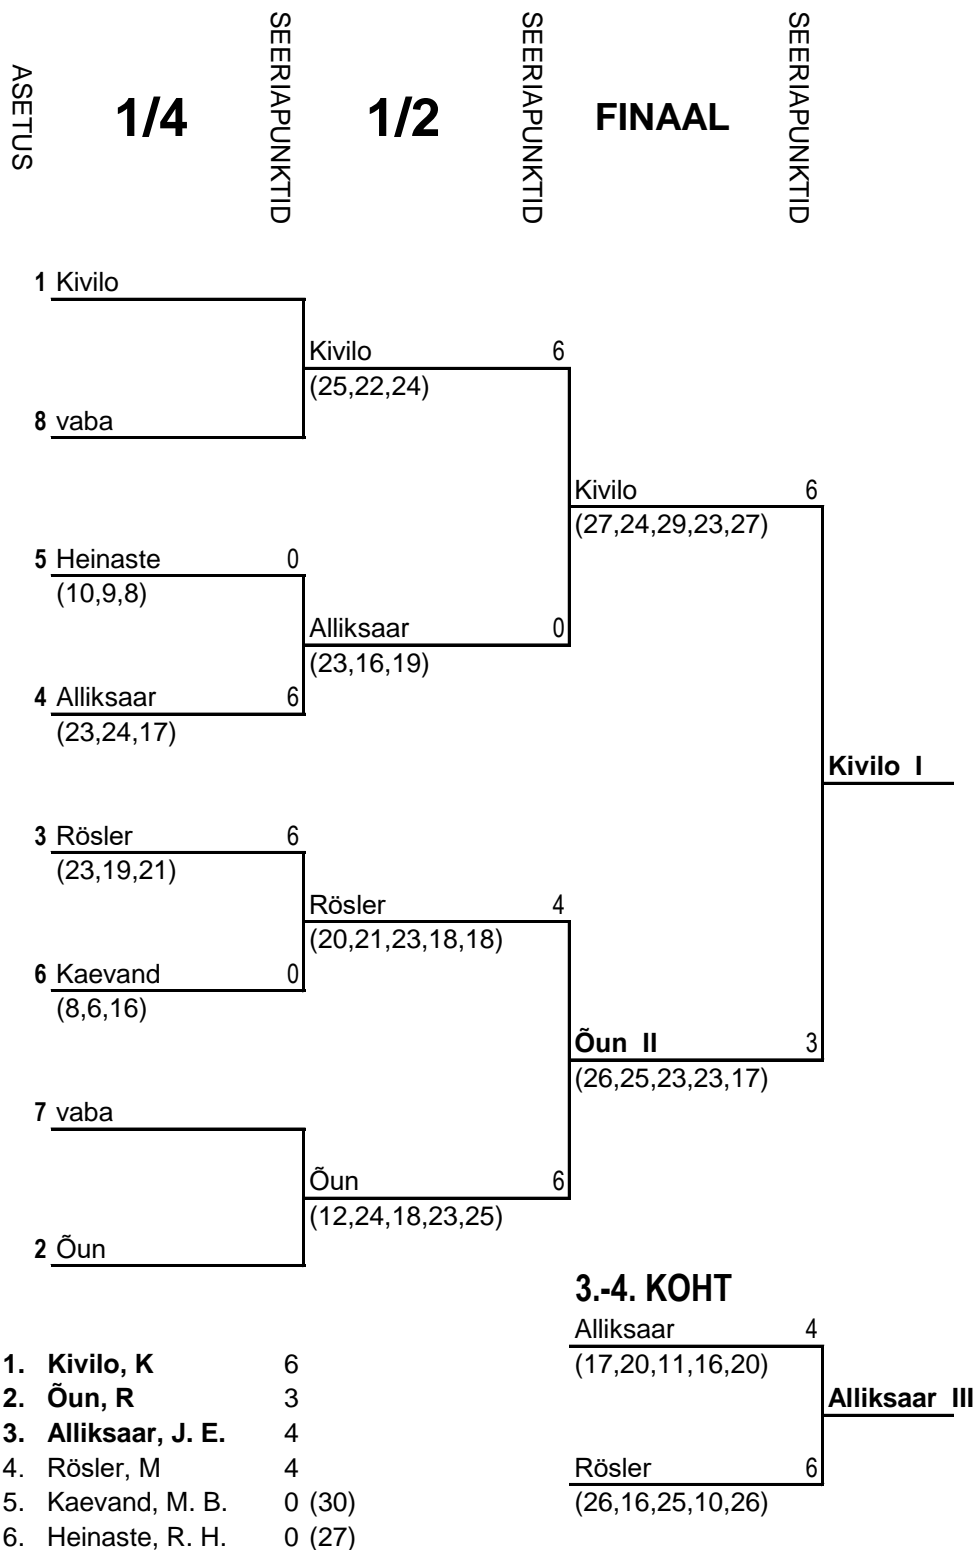 ASETUS 1/4 SEERIAPUNKTID 1/2 SEERIAPUNKTID FINAAL SEERIAPUNKTID
1 Kivilo
Kivilo 6
(25,22,24)
8 vaba
Kivilo 6
(27,24,29,23,27)
5 Heinaste 0
(10,9,8)
Alliksaar 0
(23,16,19)
4 Alliksaar 6
(23,24,17)
Kivilo I
3 Rösler 6
(23,19,21)
Rösler 4
(20,21,23,18,18)
6 Kaevand 0
(8,6,16)
Õun II 3
(26,25,23,23,17)
7 vaba
Õun 6
(12,24,18,23,25)
2 Õun
3.-4. KOHT
Alliksaar 4
(17,20,11,16,20)
Alliksaar III
Rösler 6
(26,16,25,10,26)
1. Kivilo, K 6
2. Õun, R 3
3. Alliksaar, J. E. 4
4. Rösler, M 4
5. Kaevand, M. B. 0 (30)
6. Heinaste, R. H. 0 (27)